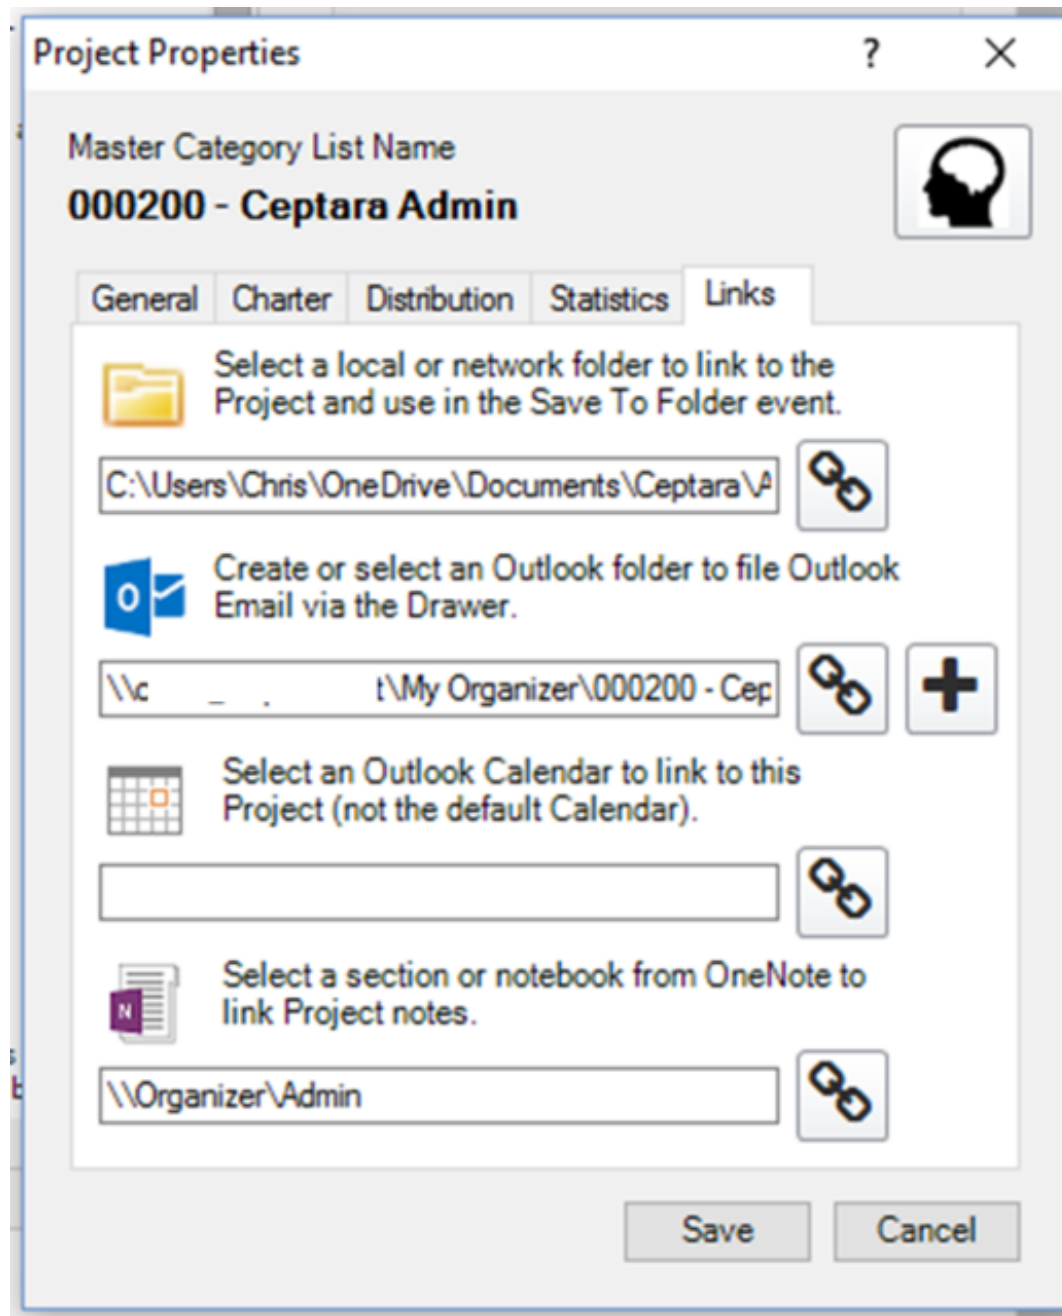 Project Properties
?
Master Category List Name
000200 - Ceptara Admin
General Charter Distribution Statistics Links
Select a local or network folder to link to the
Project and use in the Save To Folder event.
C:\Users\Chris\OneDrive\Documents\Ceptara\A
Create or select an Outlook folder to file Outlook
Email via the Drawer.
t\My Organizer\000200 - Cep
Select an Outlook Calendar to link to this
Project (not the default Calendar).
Select a section or notebook from OneNote to
link Project notes.
\\Organizer\Admin
Save Cancel